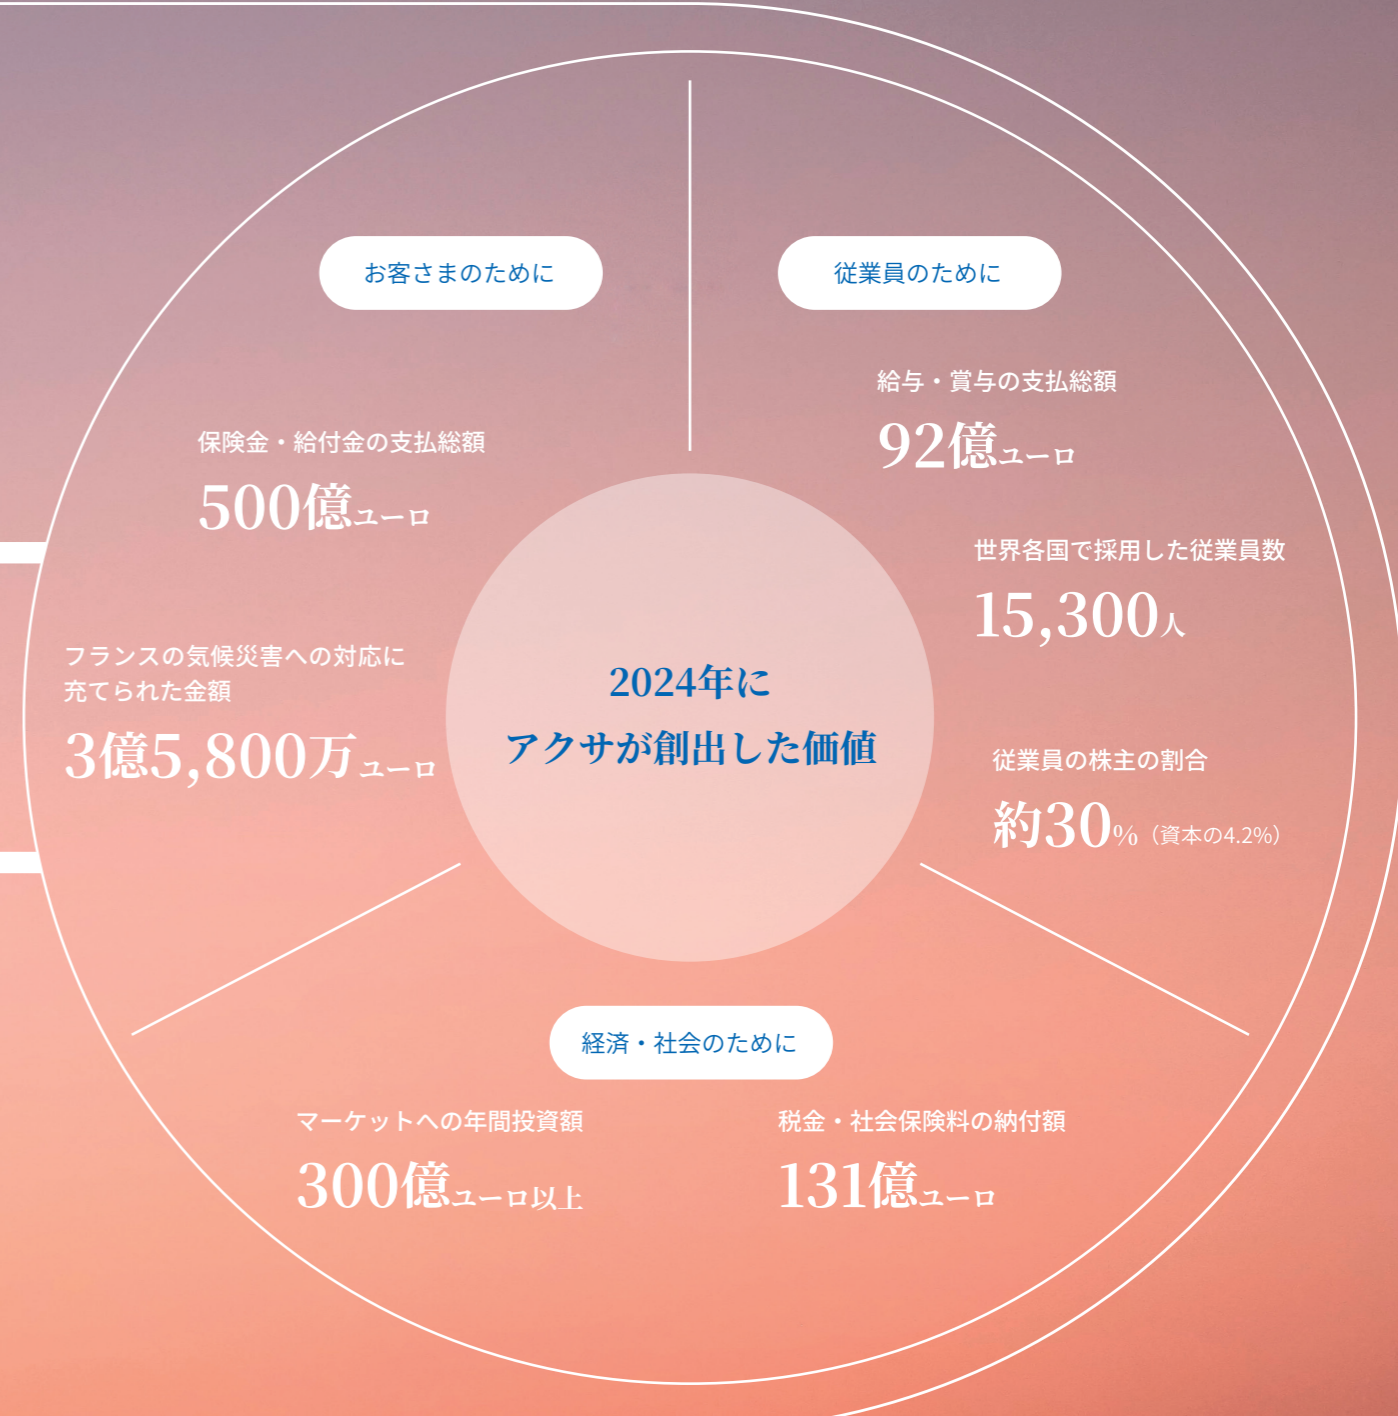 お客さまのために
保険金・給付金の支払総額
500億ユーロ
フランスの気候災害への対応に
充てられた金額
3億5,800万ユーロ
従業員のために
給与・賞与の支払総額
92億ユーロ
世界各国で採用した従業員数
15,300人
従業員の株主の割合
約30%（資本の4.2%）
2024年に
アクサが創出した価値
経済・社会のために
マーケットへの年間投資額
300億ユーロ以上
税金・社会保険料の納付額
131億ユーロ